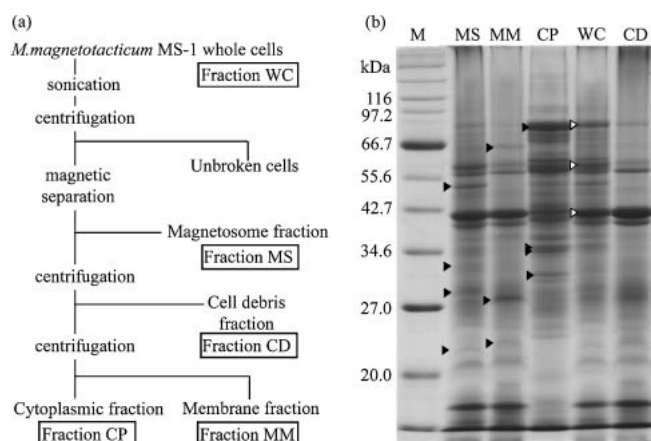 (a)
M.magnetotacticum MS-1 whole cells
Fraction WC
sonication
centrifugation
Unbroken cells
magnetic
separation
Magnetosome fraction
Fraction MS
centrifugation
Cell debris
fraction
Fraction CD
centrifugation
Cytoplasmic fraction
Fraction CP
Membrane fraction
Fraction MM
(b)
M MS MM CP WC CD
kDa
116
97.2
66.7
55.6
42.7
34.6
27.0
20.0